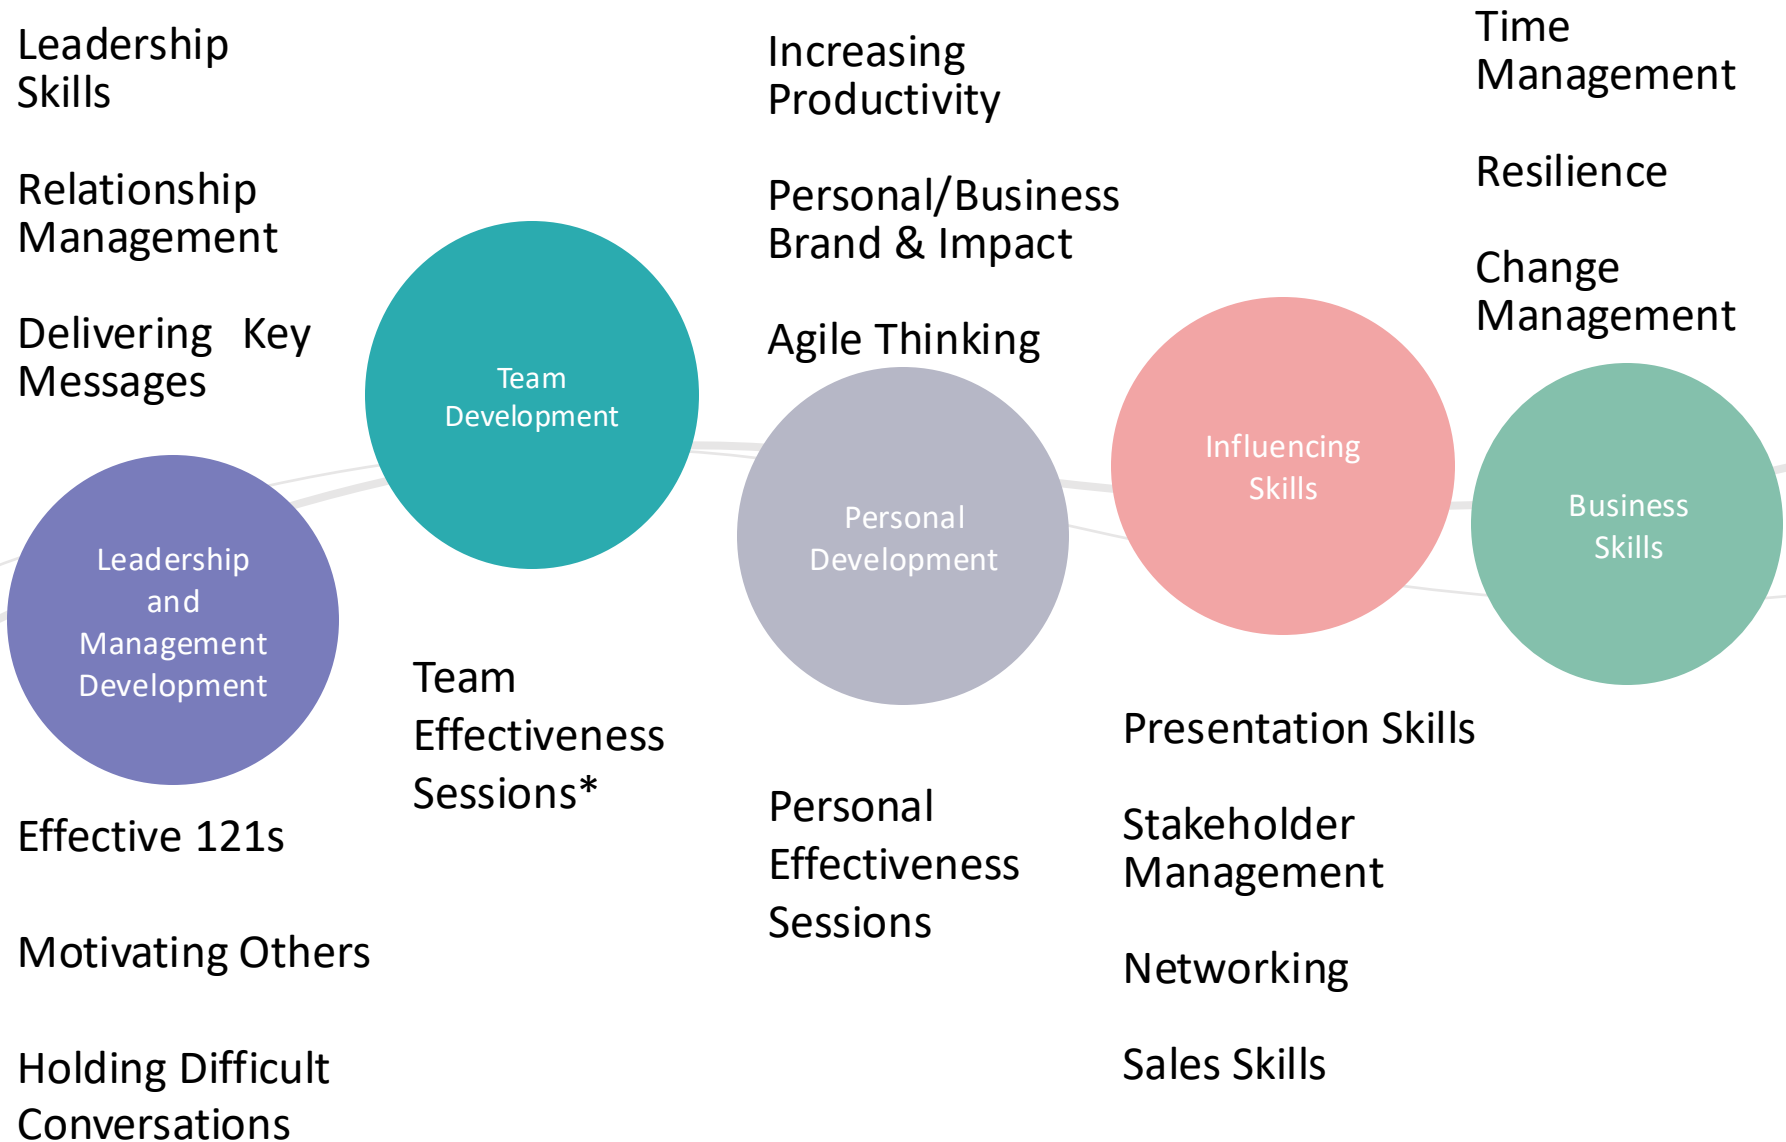 Leadership
Skills
Relationship
Management
Delivering Key
Messages
Leadership
and
Management
Development
Effective 121s
Motivating Others
Holding Difficult
Conversations
Team
Development
Team
Effectiveness
Sessions*
Increasing
Productivity
Personal/Business
Brand & Impact
Agile Thinking
Personal
Development
Personal
Effectiveness
Sessions
Influencing
Skills
Presentation Skills
Stakeholder
Management
Networking
Sales Skills
Time
Management
Resilience
Change
Management
Business
Skills